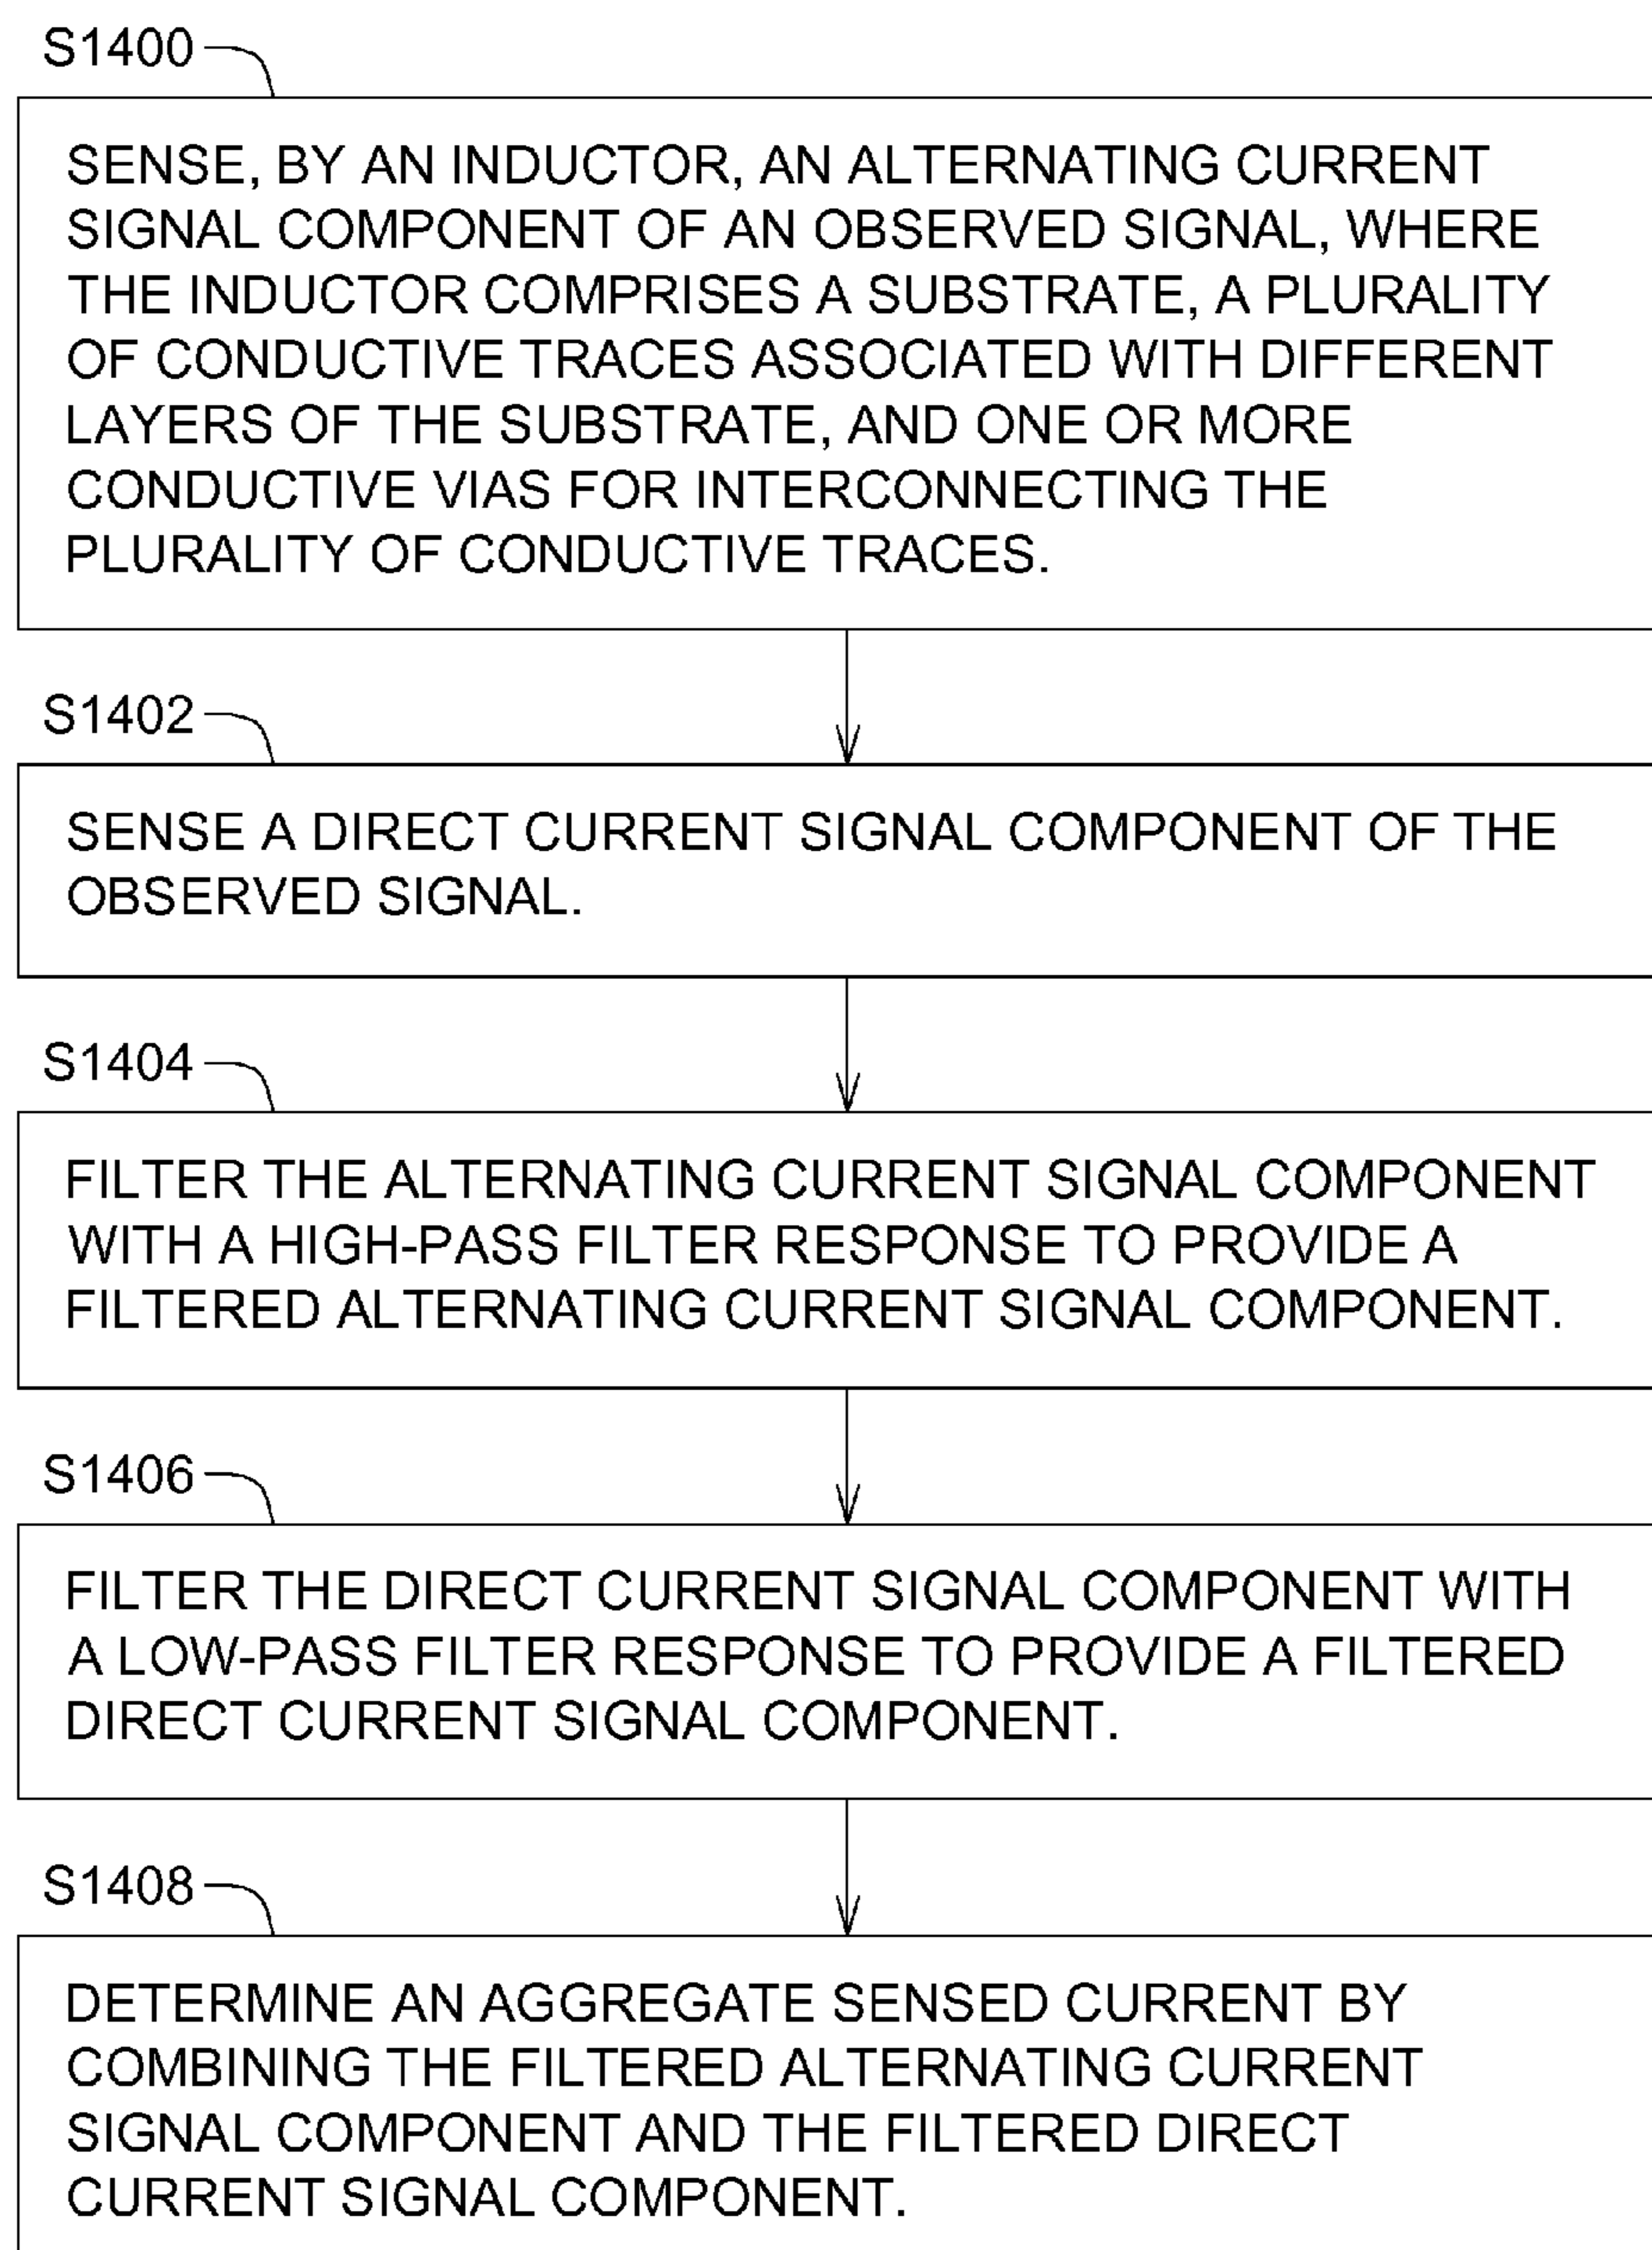 S1400
SENSE, BY AN INDUCTOR, AN ALTERNATING CURRENT
SIGNAL COMPONENT OF AN OBSERVED SIGNAL, WHERE
THE INDUCTOR COMPRISES A SUBSTRATE, A PLURALITY
OF CONDUCTIVE TRACES ASSOCIATED WITH DIFFERENT
LAYERS OF THE SUBSTRATE, AND ONE OR MORE
CONDUCTIVE VIAS FOR INTERCONNECTING THE
PLURALITY OF CONDUCTIVE TRACES.
S1402
SENSE A DIRECT CURRENT SIGNAL COMPONENT OF THE
OBSERVED SIGNAL.
S1404
FILTER THE ALTERNATING CURRENT SIGNAL COMPONENT
WITH A HIGH-PASS FILTER RESPONSE TO PROVIDE A
FILTERED ALTERNATING CURRENT SIGNAL COMPONENT.
S1406
FILTER THE DIRECT CURRENT SIGNAL COMPONENT WITH
A LOW-PASS FILTER RESPONSE TO PROVIDE A FILTERED
DIRECT CURRENT SIGNAL COMPONENT.
S1408
DETERMINE AN AGGREGATE SENSED CURRENT BY
COMBINING THE FILTERED ALTERNATING CURRENT
SIGNAL COMPONENT AND THE FILTERED DIRECT
CURRENT SIGNAL COMPONENT.